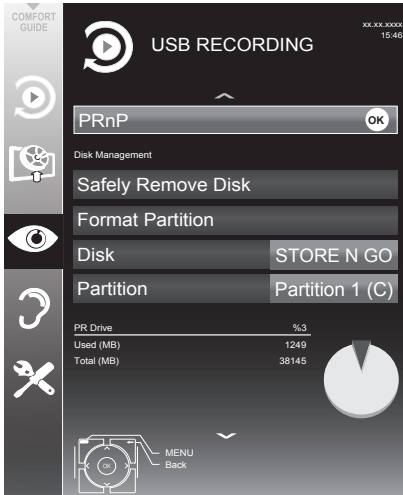 COMFORT
GUIDE
USB RECORDING
xx.xx.xxxx
15:46
PRnP OK
Disk Management
Safely Remove Disk
Format Partition
Disk STORE N GO
Partition Partition 1 (C)
PR Drive %3
Used (MB) 1249
Total (MB) 38145
MENU
OK Back